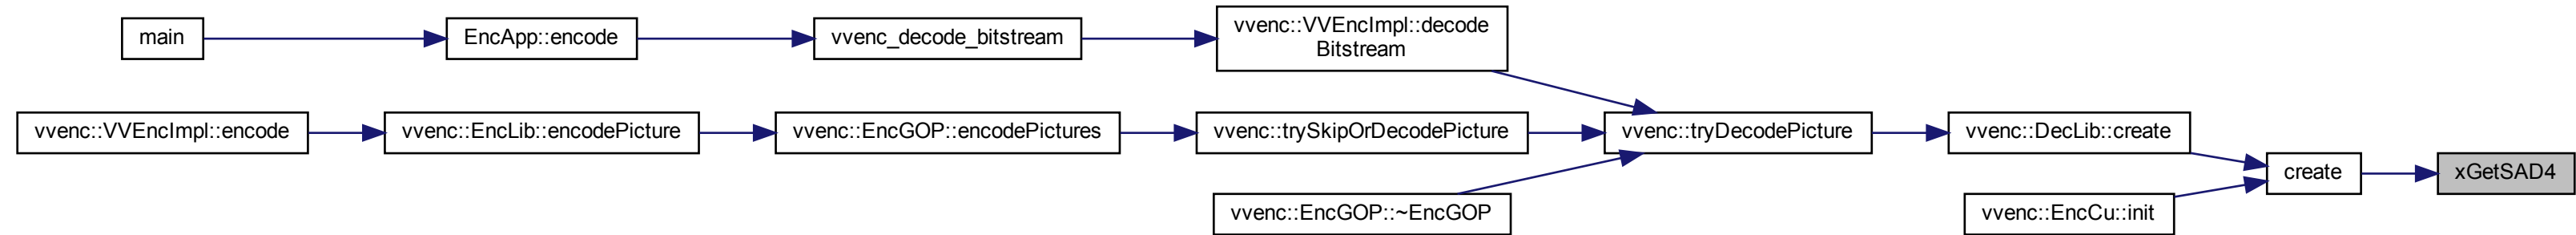 main
EncApp::encode
vvenc_decode_bitstream
vvenc::VVEncImpl::decode
Bitstream
vvenc::VVEncImpl::encode
vvenc::EncLib::encodePicture
vvenc::EncGOP::encodePictures
vvenc::trySkipOrDecodePicture
vvenc::tryDecodePicture
vvenc::DecLib::create
create
xGetSAD4
vvenc::EncGOP::~EncGOP
vvenc::EncCu::init